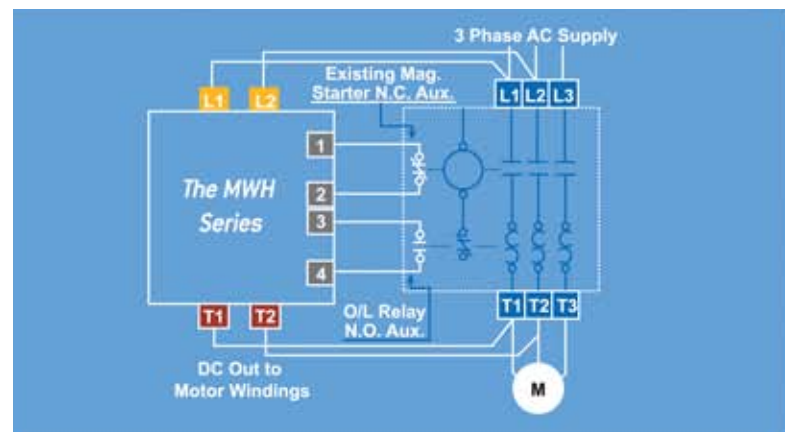 3 Phase AC Supply
Existing Mag.
Starter N.C. Aux.
L1 L2
L1 L2 L3
The MWH
Series
1
2
3
4
O/L Relay
N.O. Aux.
T1 T2
T1 T2 T3
DC Out to
Motor Windings
M